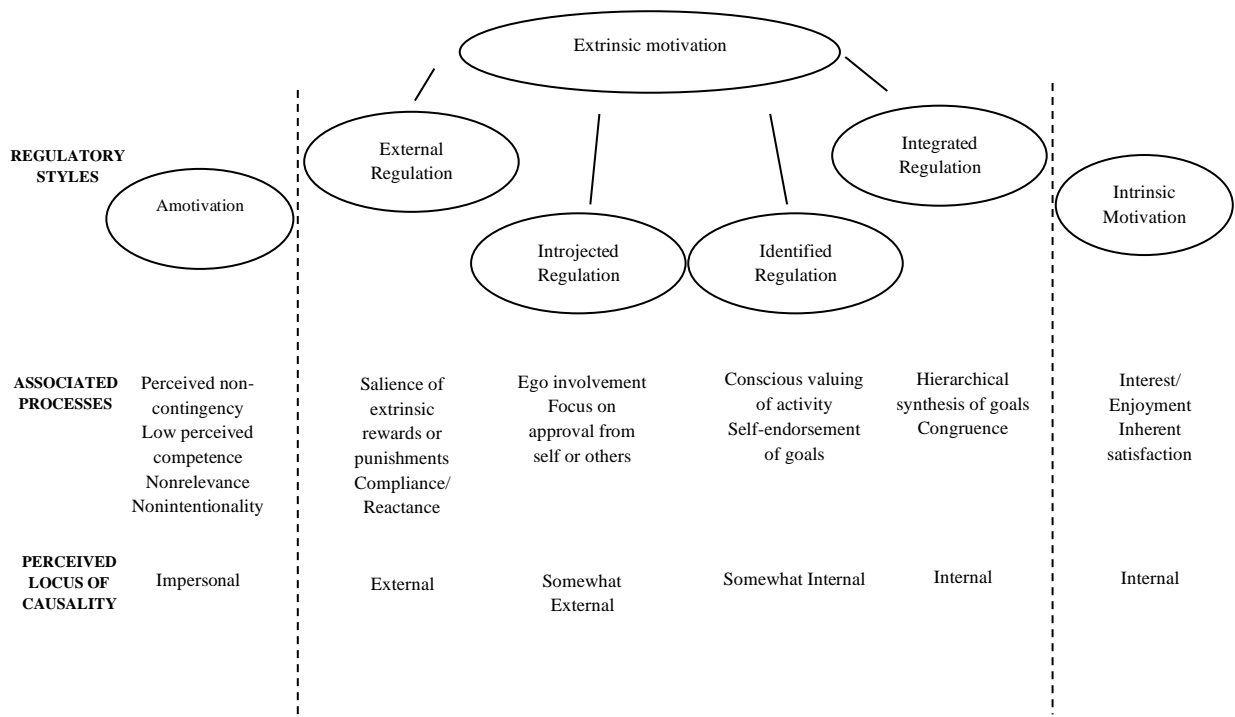 Extrinsic motivation
REGULATORY
STYLES
Amotivation
External
Regulation
Introjected
Regulation
Identified
Regulation
Integrated
Regulation
Intrinsic
Motivation
ASSOCIATED
PROCESSES
Perceived non-
contingency
Low perceived
competence
Nonrelevance
Nonintentionality
Salience of
extrinsic
rewards or
punishments
Compliance/
Reactance
Ego involvement
Focus on
approval from
self or others
Conscious valuing
of activity
Self-endorsement
of goals
Hierarchical
synthesis of goals
Congruence
Interest/
Enjoyment
Inherent
satisfaction
PERCEIVED
LOCUS OF
CAUSALITY
Impersonal
External
Somewhat
External
Somewhat Internal
Internal
Internal